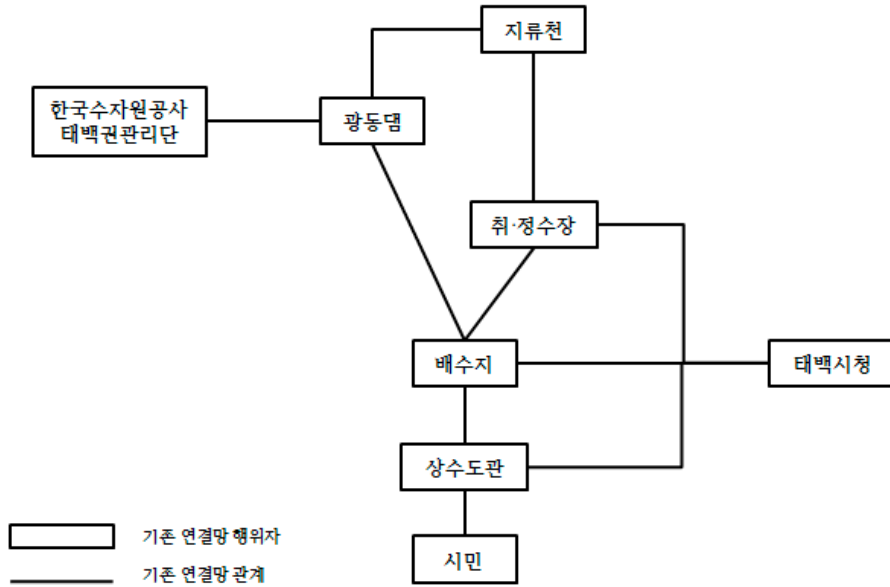 지류천
한국수자원공사
태백권관리단
광동댐
취·정수장
배수지
태백시청
상수도관
시민
기존 연결망 행위자
기존 연결망 관계